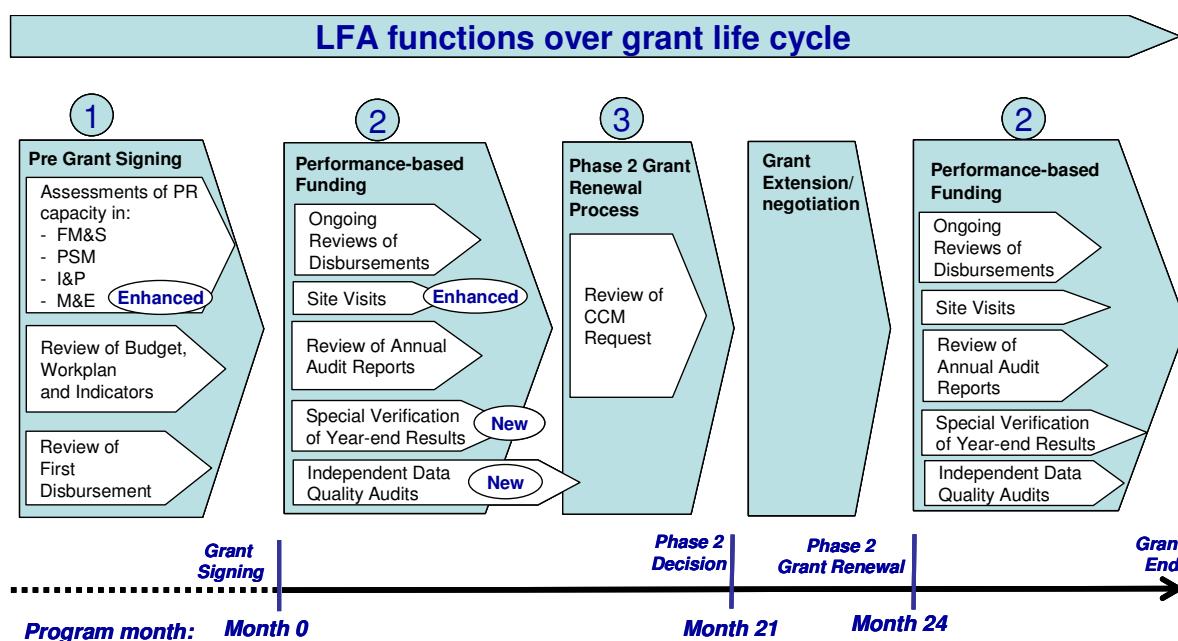 LFA functions over grant life cycle
1
Pre Grant Signing
Assessments of PR
capacity in:
- FM&S
- PSM
- I&P
- M&E
Enhanced
Review of Budget,
Workplan
and Indicators
Review of
First
Disbursement
2
Performance-based
Funding
Ongoing
Reviews of
Disbursements
Site Visits
Enhanced
Review of Annual
Audit Reports
Special Verification
of Year-end Results
New
Independent Data
Quality Audits
New
3
Phase 2 Grant
Renewal
Process
Review of
CCM
Request
Grant
Extension/
negotiation
2
Performance-based
Funding
Ongoing
Reviews of
Disbursements
Site Visits
Review of
Annual Audit
Reports
Special Verification
of Year-end Results
Independent Data
Quality Audits
Grant
Signing
Phase 2
Decision
Phase 2
Grant Renewal
Grant
End
Program month:
Month 0
Month 21
Month 24